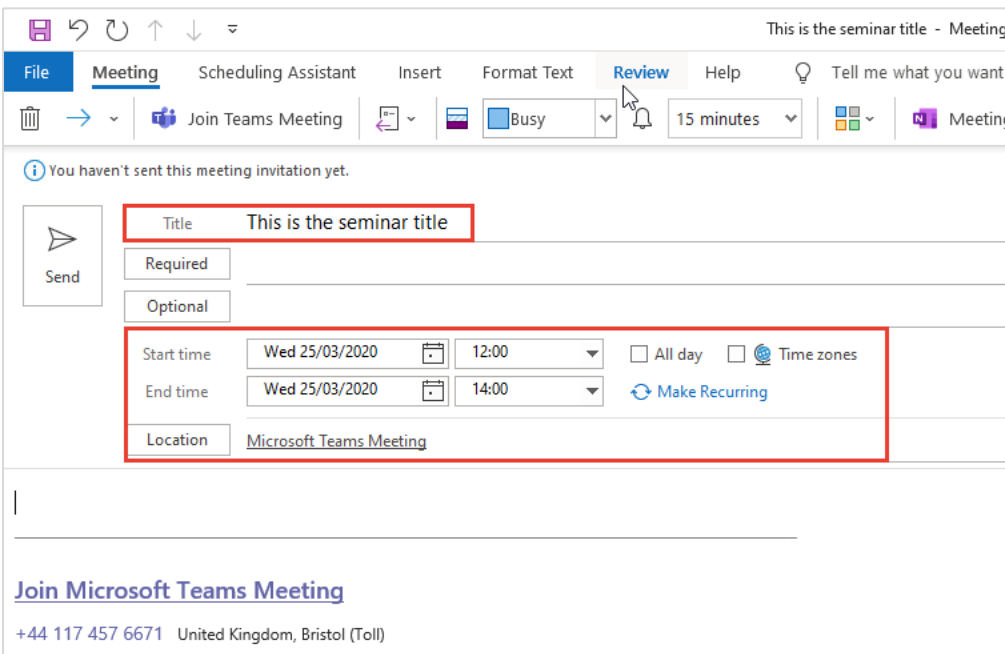 This is the seminar title - Meeting
File Meeting Scheduling Assistant Insert Format Text Review Help Tell me what you want
Join Teams Meeting Busy 15 minutes Meeting
You haven't sent this meeting invitation yet.
Title This is the seminar title
Send
Required
Optional
Start time Wed 25/03/2020 12:00 All day Time zones
End time Wed 25/03/2020 14:00 Make Recurring
Location Microsoft Teams Meeting
Join Microsoft Teams Meeting
+44 117 457 6671 United Kingdom, Bristol (Toll)